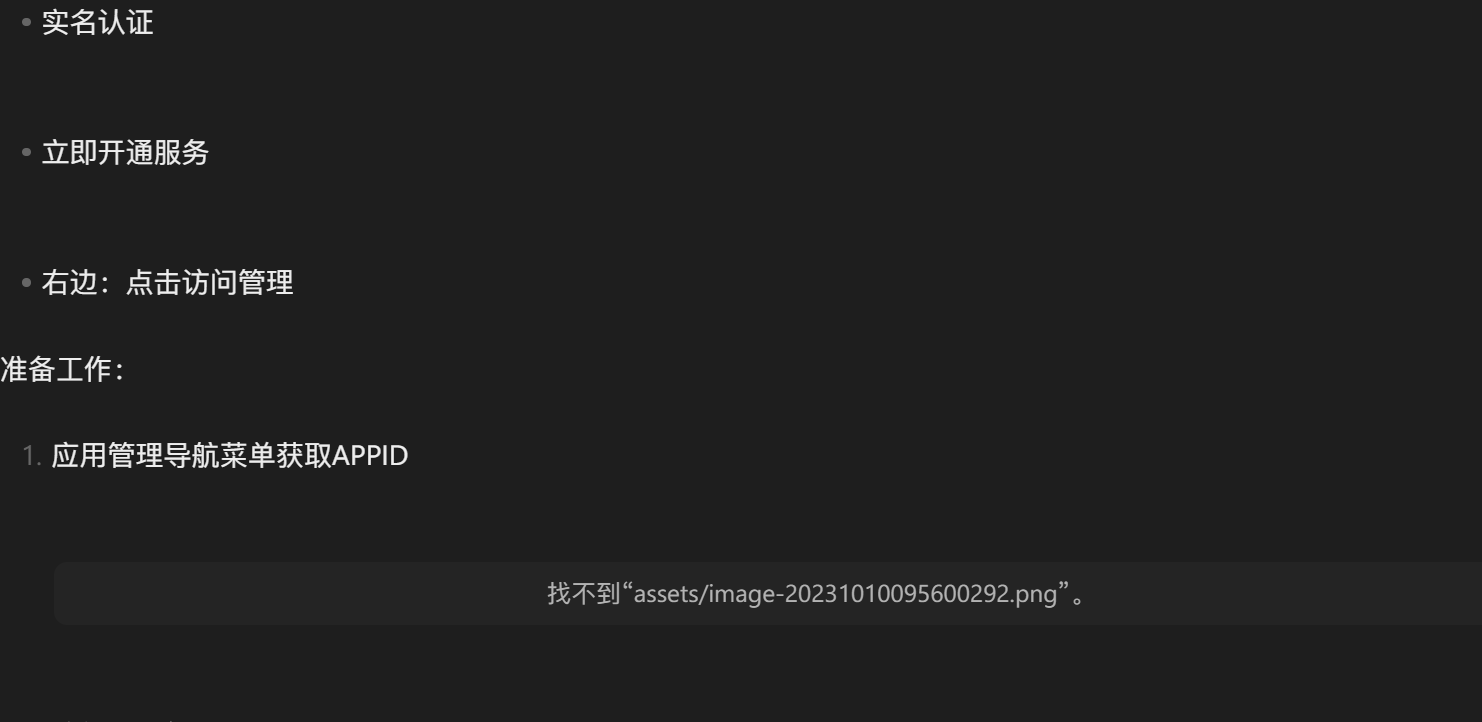 • 实名认证
• 立即开通服务
• 右边：点击访问管理
准备工作：
1. 应用管理导航菜单获取APPID
找不到“assets/image-20231010095600292.png”。